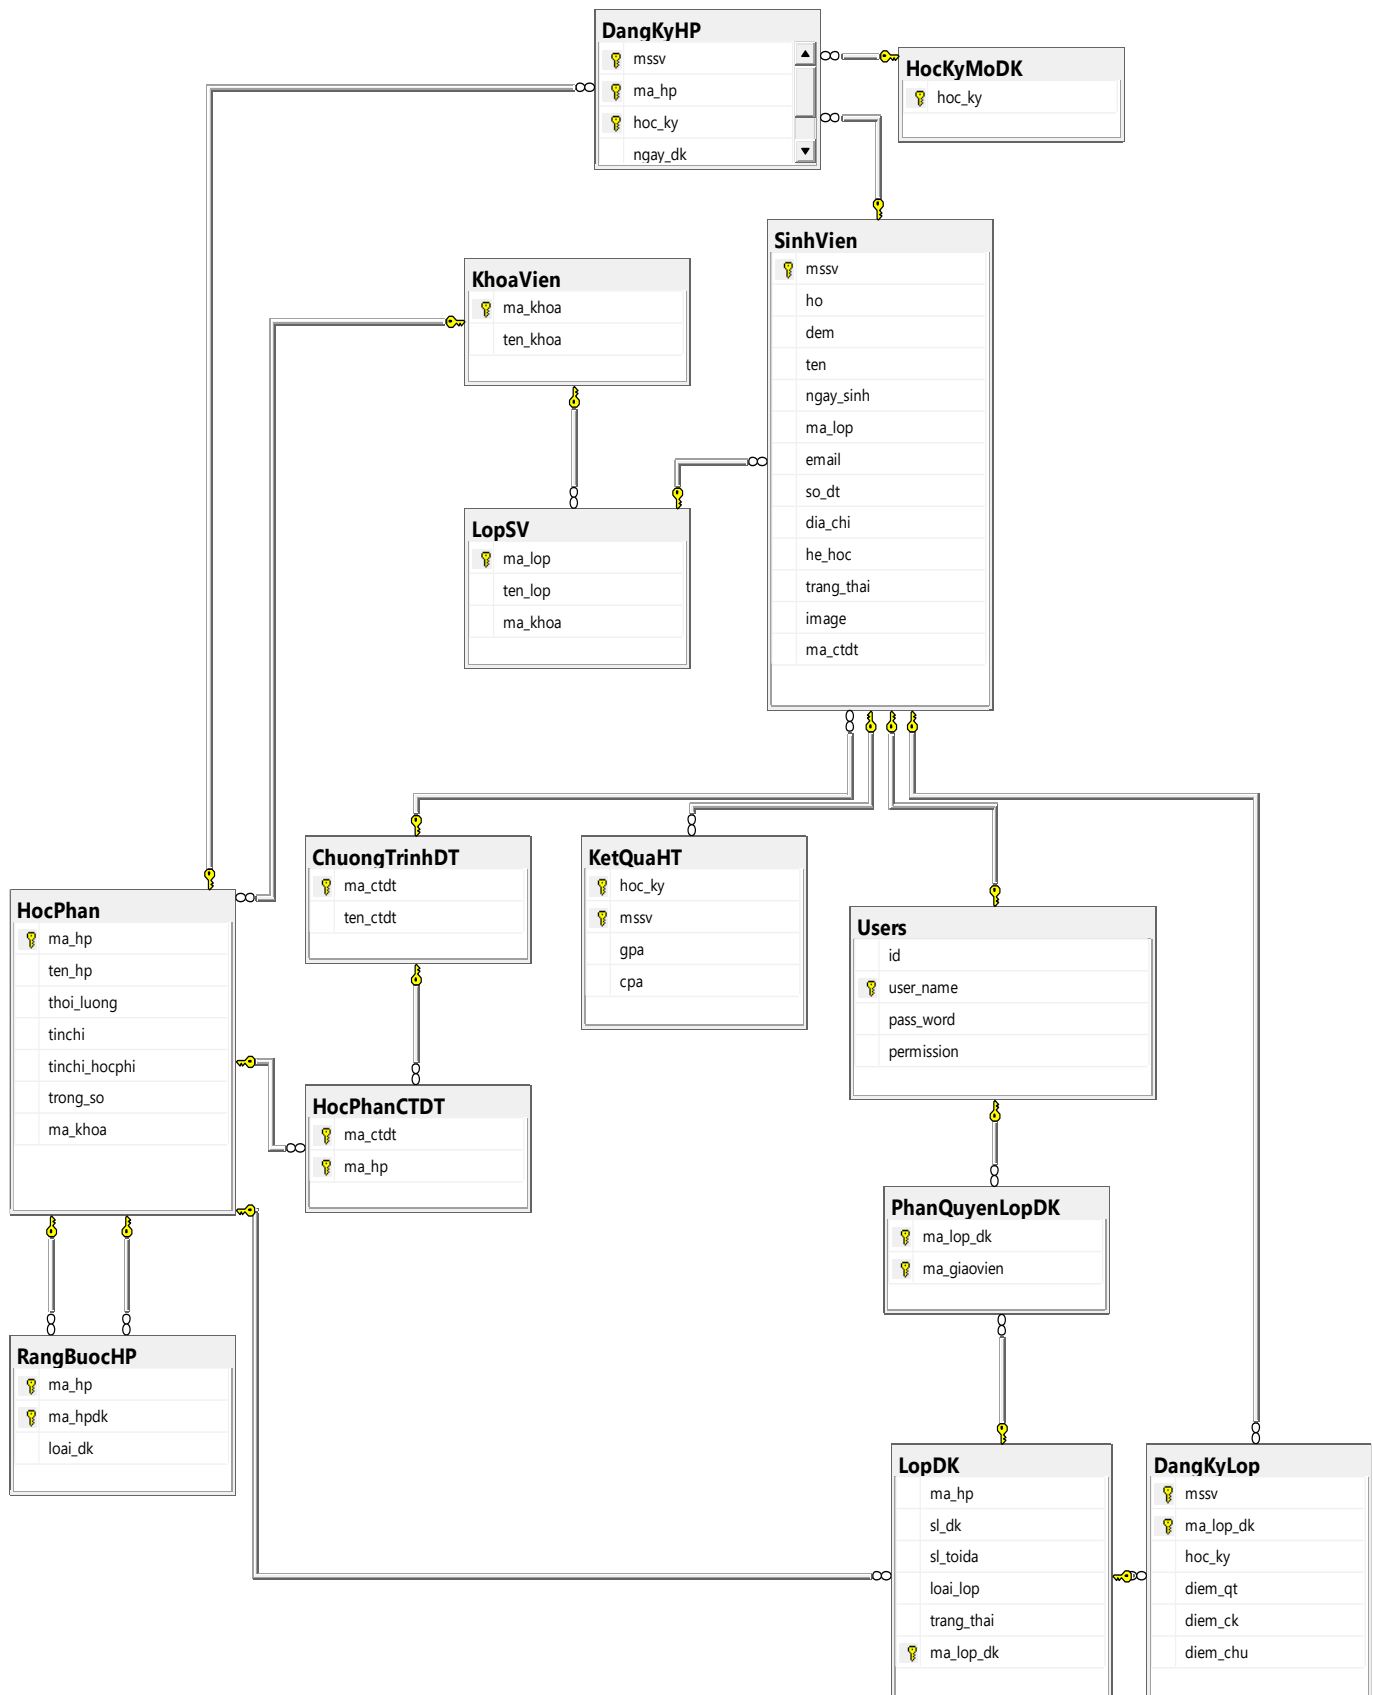 DangKyHP
mssv
ma_hp
hoc_ky
ngay_dk
HocKyMoDK
hoc_ky
SinhVien
mssv
ho
dem
ten
ngay_sinh
ma_lop
email
so_dt
dia_chi
he_hoc
trang_thai
image
ma_ctdt
KhoaVien
ma_khoa
ten_khoa
LopSV
ma_lop
ten_lop
ma_khoa
ChuongTrinhDT
ma_ctdt
ten_ctdt
KetQuaHT
hoc_ky
mssv
gpa
cpa
HocPhan
ma_hp
ten_hp
thoi_luong
tinchi
tinchi_hocphi
trong_so
ma_khoa
Users
id
user_name
pass_word
permission
HocPhanCTDT
ma_ctdt
ma_hp
PhanQuyenLopDK
ma_lop_dk
ma_giaovien
RangBuocHP
ma_hp
ma_hpdk
loai_dk
LopDK
ma_hp
sl_dk
sl_toida
loai_lop
trang_thai
ma_lop_dk
DangKyLop
mssv
ma_lop_dk
hoc_ky
diem_qt
diem_ck
diem_chu